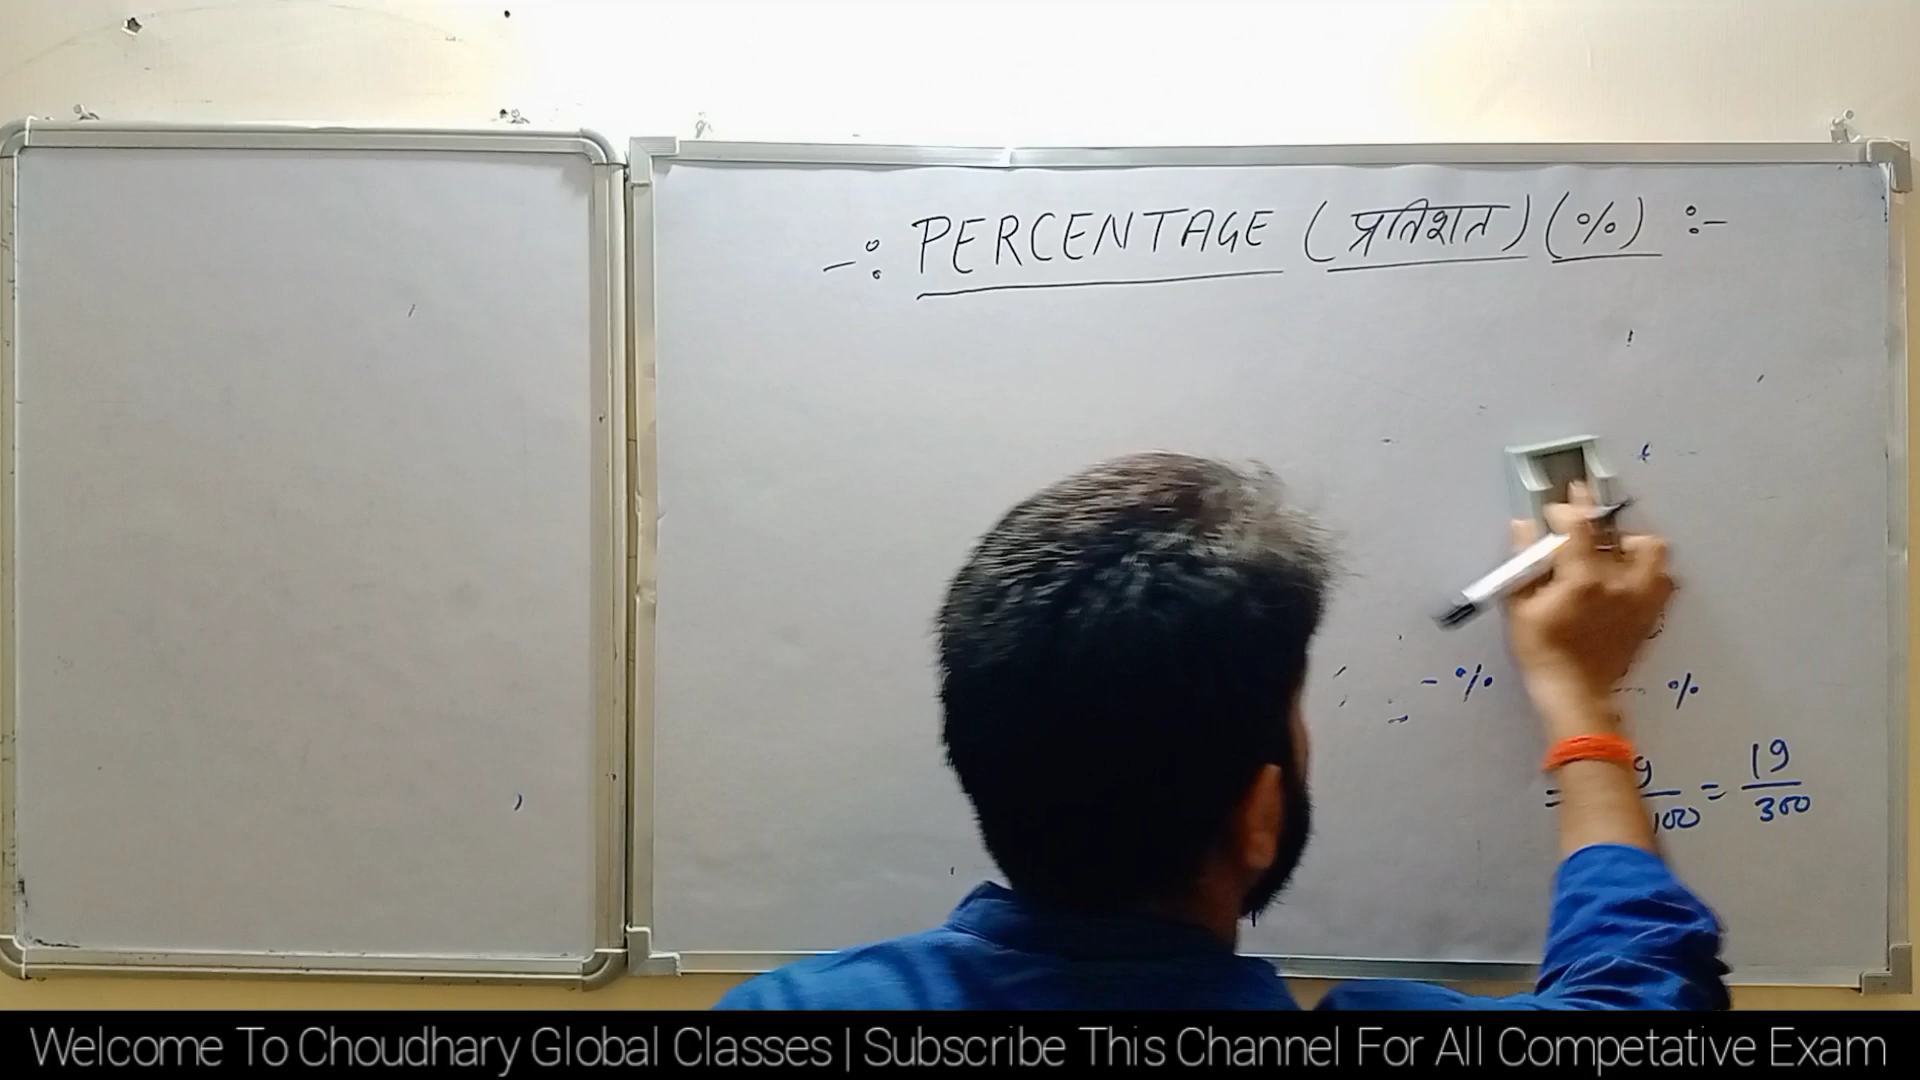 -: PERCENTAGE (प्रतिशत) (%) :-
- % %
= 9/100 = 19/300
Welcome To Choudhary Global Classes | Subscribe This Channel For All Competative Exam